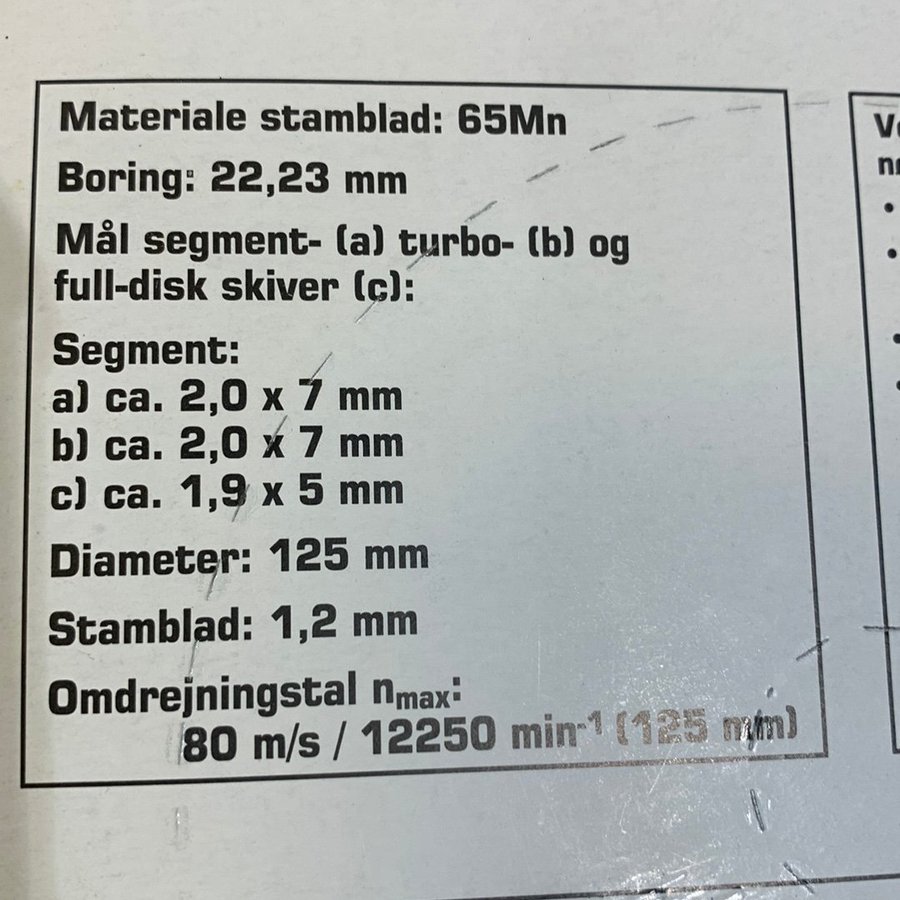 Materiale stamblad: 65Mn
Boring: 22,23 mm
Mål segment- (a) turbo- (b) og
full-disk skiver (c):
Segment:
a) ca. 2,0 x 7 mm
b) ca. 2,0 x 7 mm
c) ca. 1,9 x 5 mm
Diameter: 125 mm
Stamblad: 1,2 mm
Omdrejningstal nmax:
80 m/s / 12250 min-1 (125 mm)